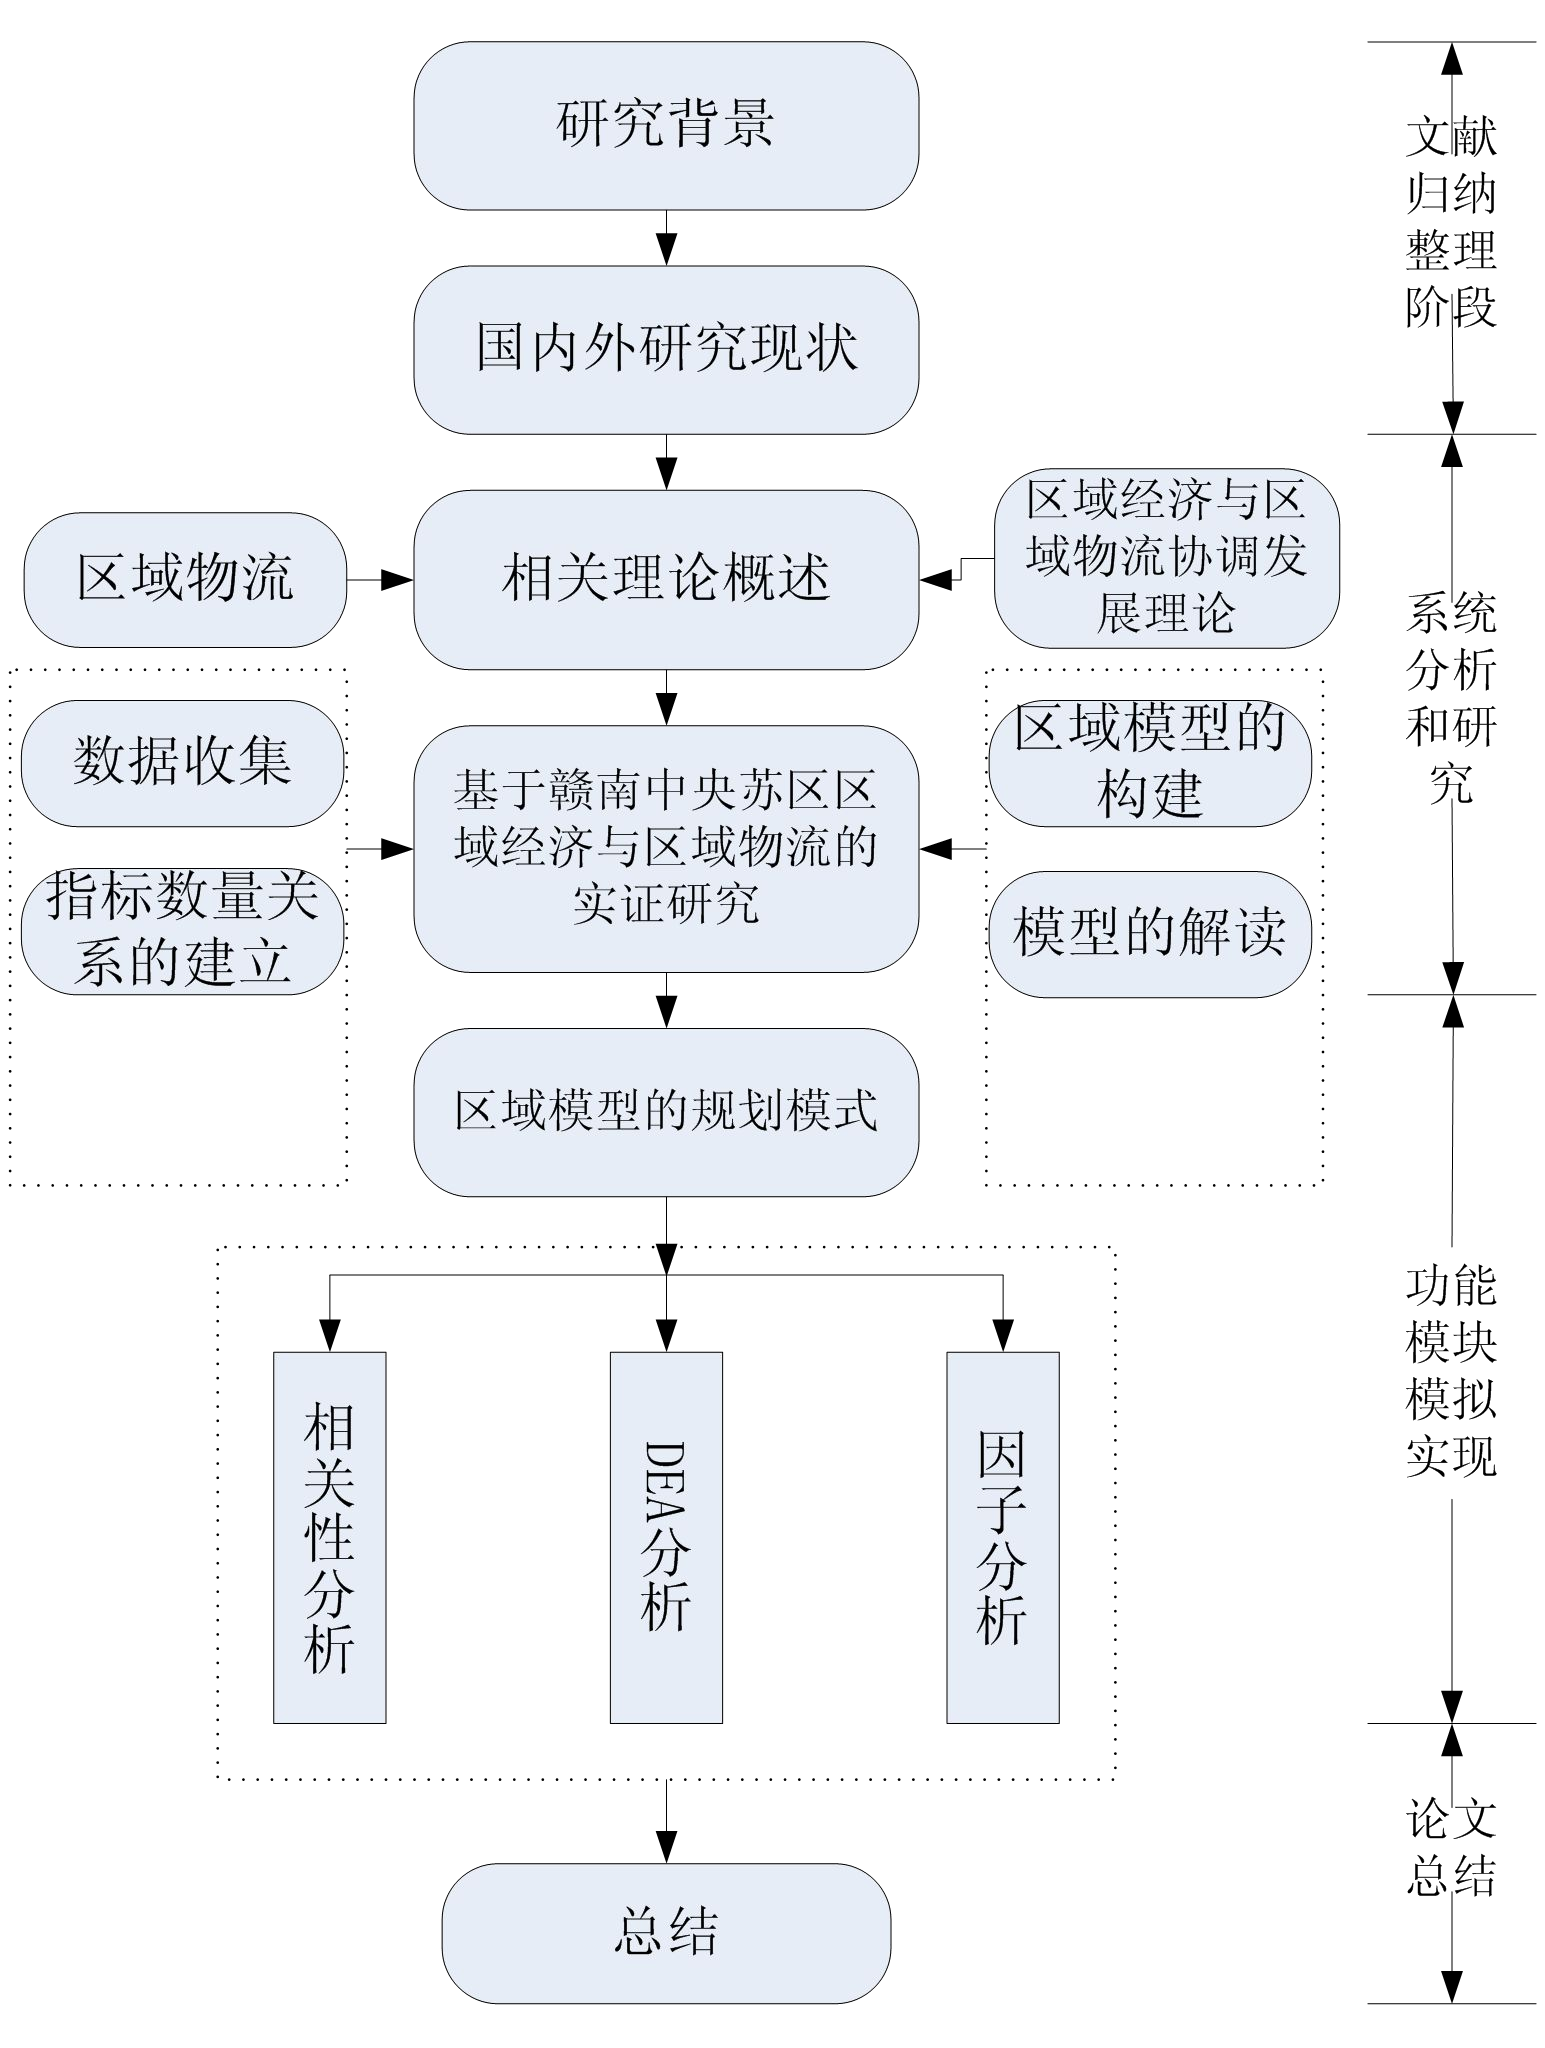 研究背景
国内外研究现状
区域物流
相关理论概述
区域经济与区
域物流协调发
展理论
数据收集
指标数量关
系的建立
基于赣南中央苏区区
域经济与区域物流的
实证研究
区域模型的
构建
模型的解读
区域模型的规划模式
相关性分析
DEA分析
因子分析
总结
文献
归纳
整理
阶段
系统
分析
和研
究
功能
模块
模拟
实现
论文
总结